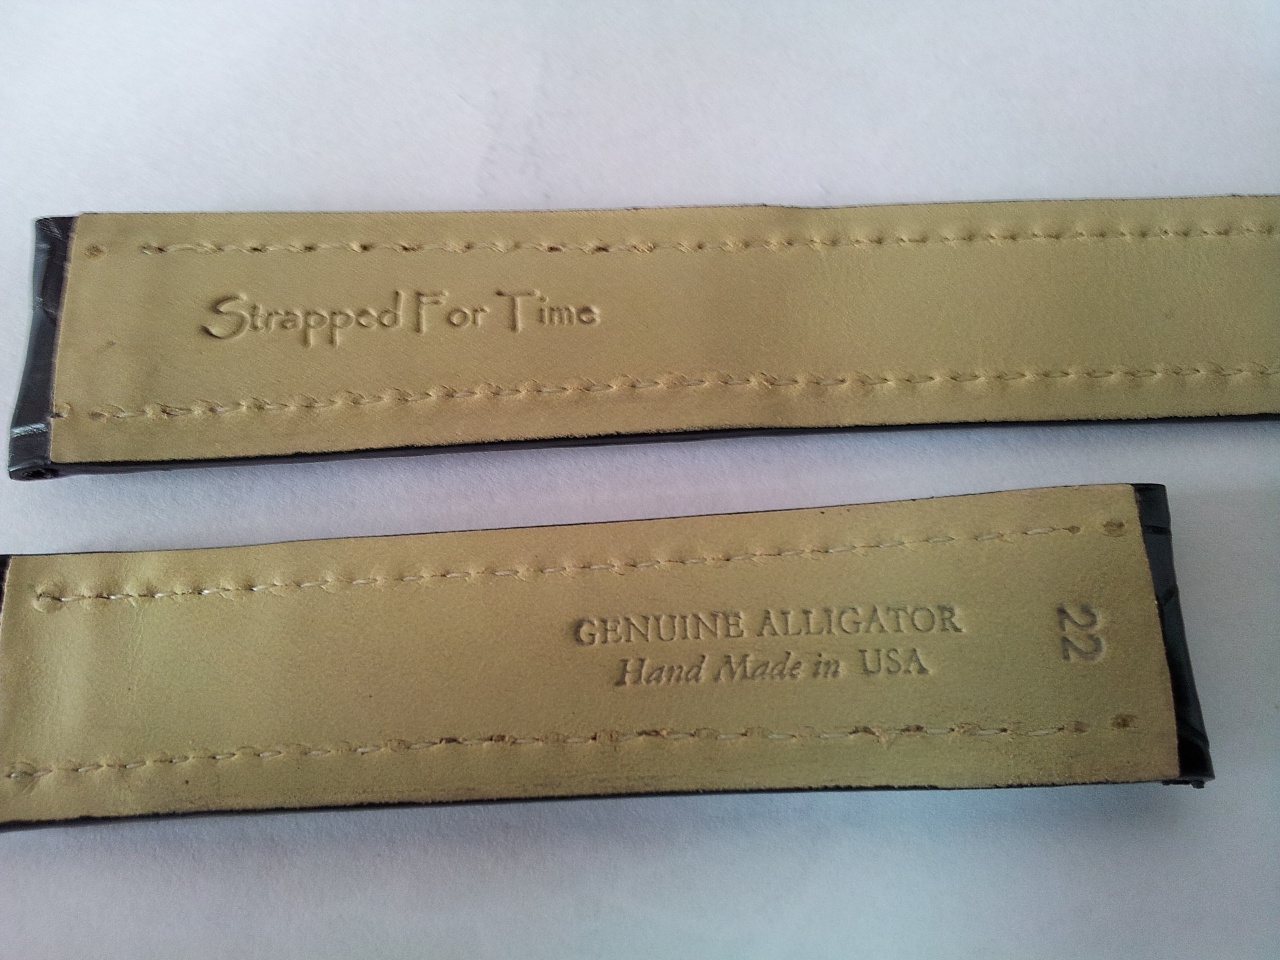 Strapped For Time
GENUINE ALLIGATOR
Hand Made in USA
22